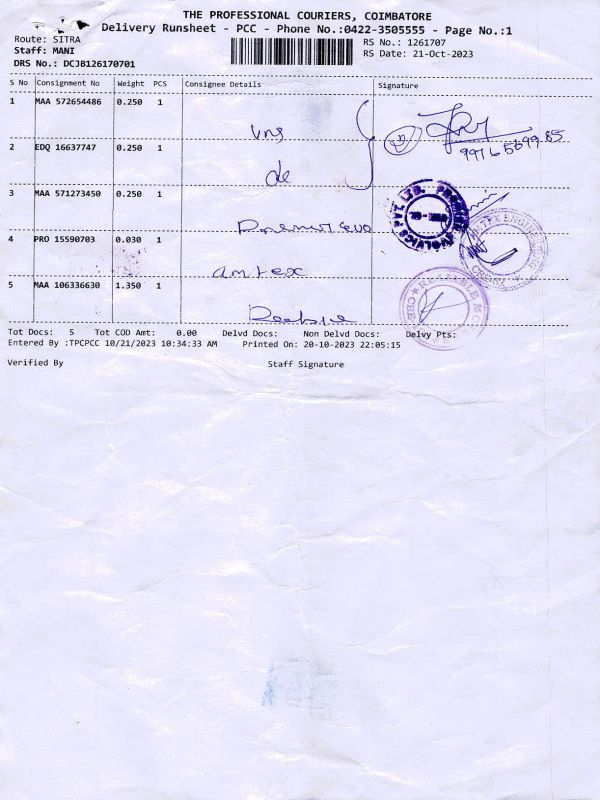 THE PROFESSIONAL COURIERS, COIMBATORE
Delivery Runsheet - PCC - Phone No.:0422-3505555 - Page No.:1
Route: SITRA
RS No.: 1261707
Staff: MANI
RS Date: 21-Oct-2023
DRS No.: DCJB126170701
S No Consignment No Weight PCS Consignee Details Signature
1 MAA 572654486 0.250 1
vns
2 EDQ 16637747 0.250 1
de
3 MAA 571273450 0.250 1
4 PRO 15590703 0.030 1
amtex
5 MAA 106336630 1.350 1
Tot Docs: 5 Tot COD Amt: 0.00 Delvd Docs: Non Delvd Docs: Delvy Pts:
Entered By :TPCPCC 10/21/2023 10:34:33 AM Printed On: 20-10-2023 22:05:15
Verified By Staff Signature